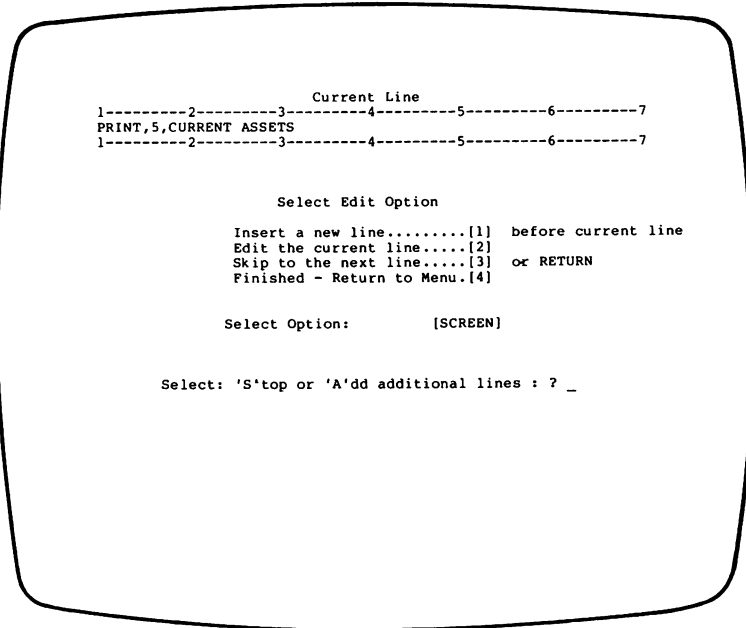 Current Line
1---------2---------3---------4---------5---------6---------7
PRINT,5,CURRENT ASSETS
1---------2---------3---------4---------5---------6---------7
Select Edit Option
Insert a new line.........[1] before current line
Edit the current line.....[2]
Skip to the next line.....[3] or RETURN
Finished - Return to Menu.[4]
Select Option: [SCREEN]
Select: 'S'top or 'A'dd additional lines : ? _